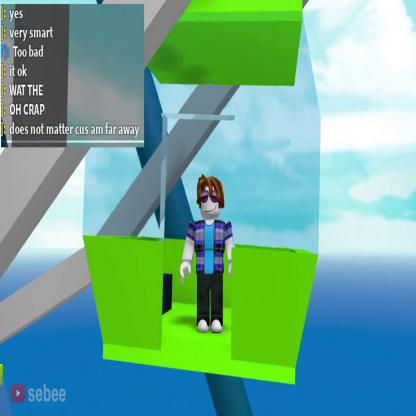 yes
very smart
Too bad
it ok
WAT THE
OH CRAP
does not matter cus am far away
sebee